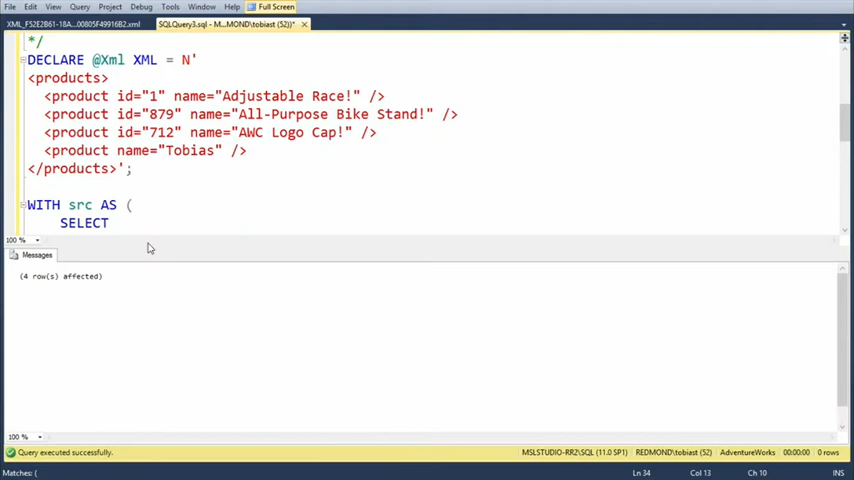 File Edit View Query Project Debug Tools Window Help Full Screen
XML_F52E2B61-18A...00805F49916B2.xml SQLQuery3.sql - M...MOND\tobiast (52))* ×
*/
DECLARE @Xml XML = N'
<products>
<product id="1" name="Adjustable Race!" />
<product id="879" name="All-Purpose Bike Stand!" />
<product id="712" name="AWC Logo Cap!" />
<product name="Tobias" />
</products>';
WITH src AS (
SELECT
100 %
Messages
(4 row(s) affected)
100 %
Query executed successfully. MSLSTUDIO-RR2\SQL (11.0 SP1) REDMOND\tobiast (52) AdventureWorks 00:00:00 0 rows
Matches: ( Ln 34 Col 13 Ch 10 INS